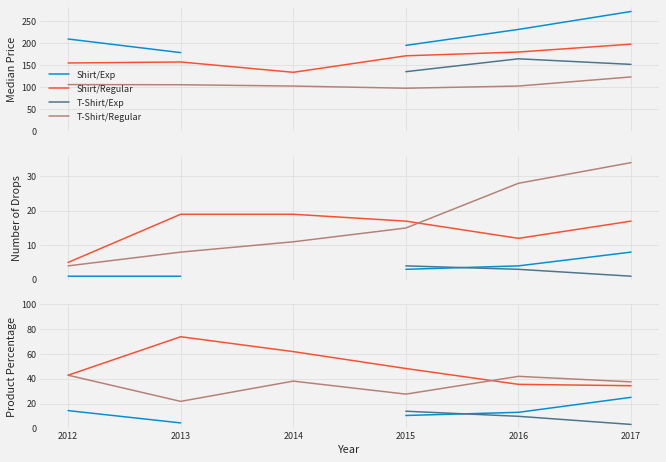 250
200
150
100
50
0
Median Price
Shirt/Exp
Shirt/Regular
T-Shirt/Exp
T-Shirt/Regular
30
20
10
0
Number of Drops
100
80
60
40
20
0
Product Percentage
2012 2013 2014 2015 2016 2017
Year